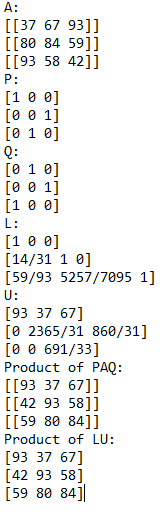 A:
[[37 67 93]]
[[80 84 59]]
[[93 58 42]]
P:
[1 0 0]
[0 0 1]
[0 1 0]
Q:
[0 1 0]
[0 0 1]
[1 0 0]
L:
[1 0 0]
[14/31 1 0]
[59/93 5257/7095 1]
U:
[93 37 67]
[0 2365/31 860/31]
[0 0 691/33]
Product of PAQ:
[[93 37 67]]
[[42 93 58]]
[[59 80 84]]
Product of LU:
[93 37 67]
[42 93 58]
[59 80 84]